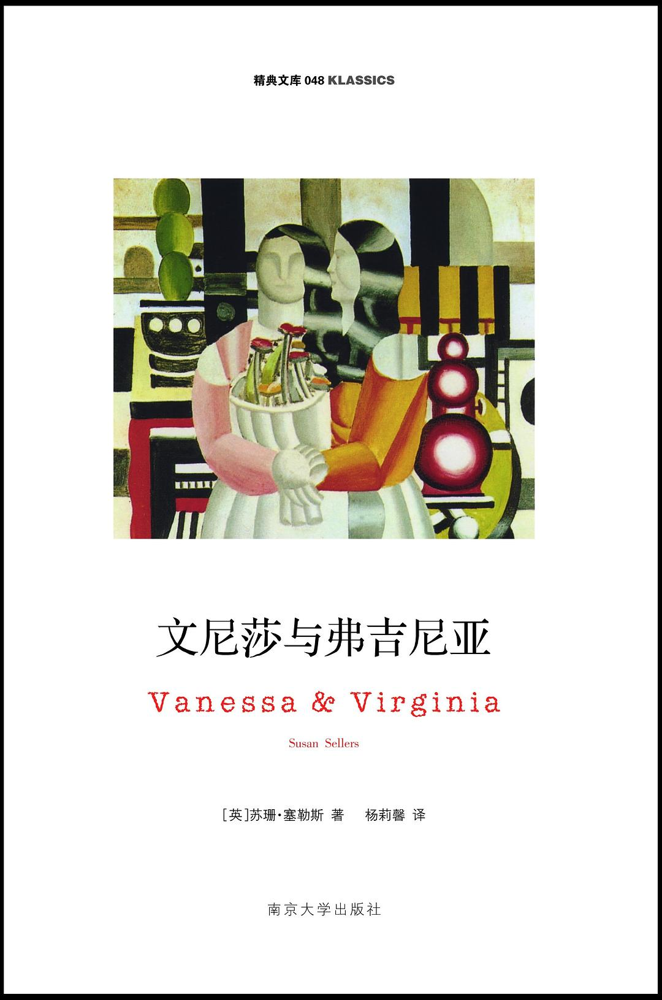 精典文库 048 KLASSICS
文尼莎与弗吉尼亚
Vanessa & Virginia
Susan Sellers
[英]苏珊·塞勒斯 著 杨莉馨 译
南京大学出版社